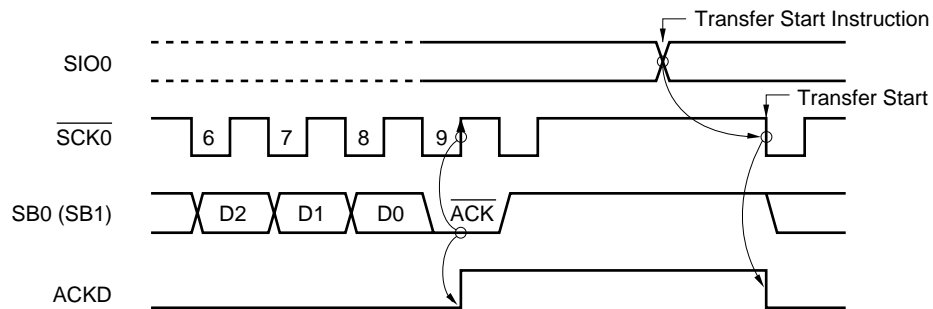 Transfer Start Instruction
SIO0
Transfer Start
SCK0
6 7 8 9
SB0 (SB1)
D2 D1 D0 ACK
ACKD